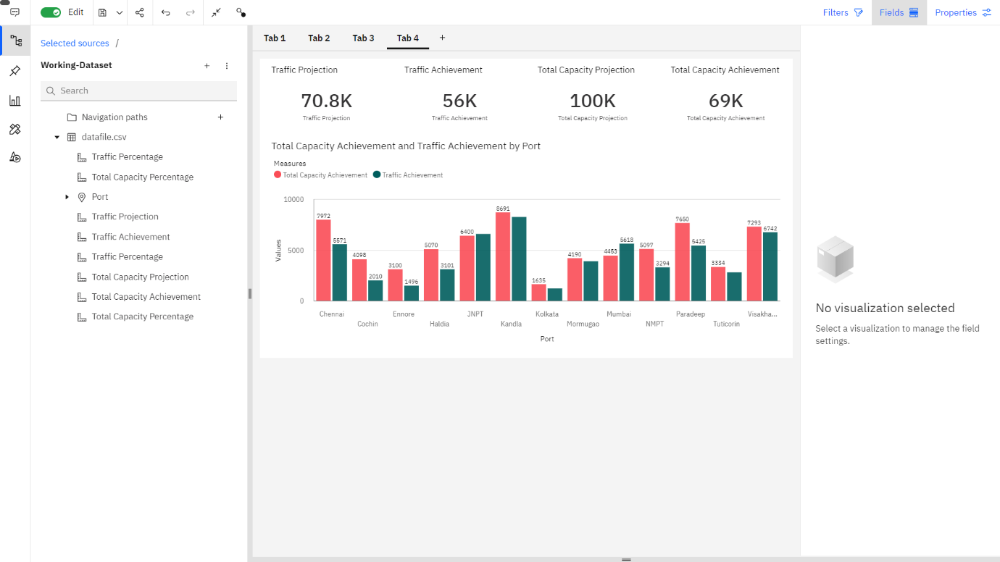 Edit
Filters
Fields
Properties
Selected sources /
Working-Dataset
Search
Navigation paths
datafile.csv
Traffic Percentage
Total Capacity Percentage
Port
Traffic Projection
Traffic Achievement
Traffic Percentage
Total Capacity Projection
Total Capacity Achievement
Total Capacity Percentage
Tab 1 Tab 2 Tab 3 Tab 4 +
Traffic Projection Traffic Achievement Total Capacity Projection Total Capacity Achievement
70.8K 56K 100K 69K
Traffic Projection Traffic Achievement Total Capacity Projection Total Capacity Achievement
Total Capacity Achievement and Traffic Achievement by Port
Measures
Total Capacity Achievement Traffic Achievement
Values
10000
5000
0
7972
5571
4098
2010
3100
1496
5070
3101
6400
8691
1635
4190
4453
5618
5097
3294
7650
5425
3334
7293
6742
Chennai
Cochin
Ennore
Haldia
JNPT
Kandla
Kolkata
Mormugao
Mumbai
NMPT
Paradeep
Tuticorin
Visakha...
Port
No visualization selected
Select a visualization to manage the field
settings.